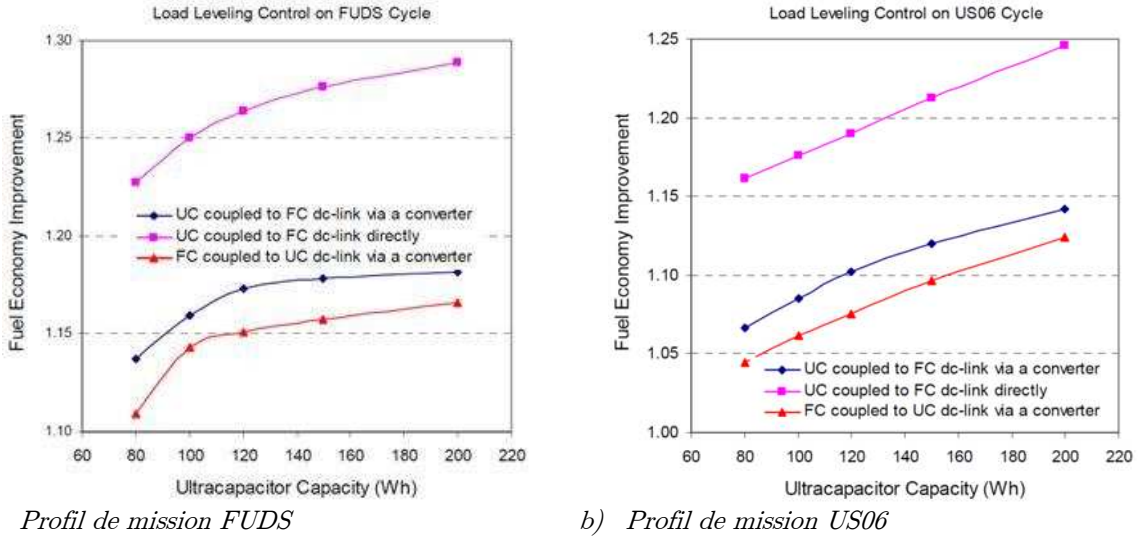 Load Leveling Control on FUDS Cycle
1.30
1.25
1.20
1.15
1.10
Fuel Economy Improvement
UC coupled to FC dc-link via a converter
UC coupled to FC dc-link directly
FC coupled to UC dc-link via a converter
60 80 100 120 140 160 180 200 220
Ultracapacitor Capacity (Wh)
Profil de mission FUDS
Load Leveling Control on US06 Cycle
1.25
1.20
1.15
1.10
1.05
1.00
Fuel Economy Improvement
UC coupled to FC dc-link via a converter
UC coupled to FC dc-link directly
FC coupled to UC dc-link via a converter
60 80 100 120 140 160 180 200 220
Ultracapacitor Capacity (Wh)
b) Profil de mission US06